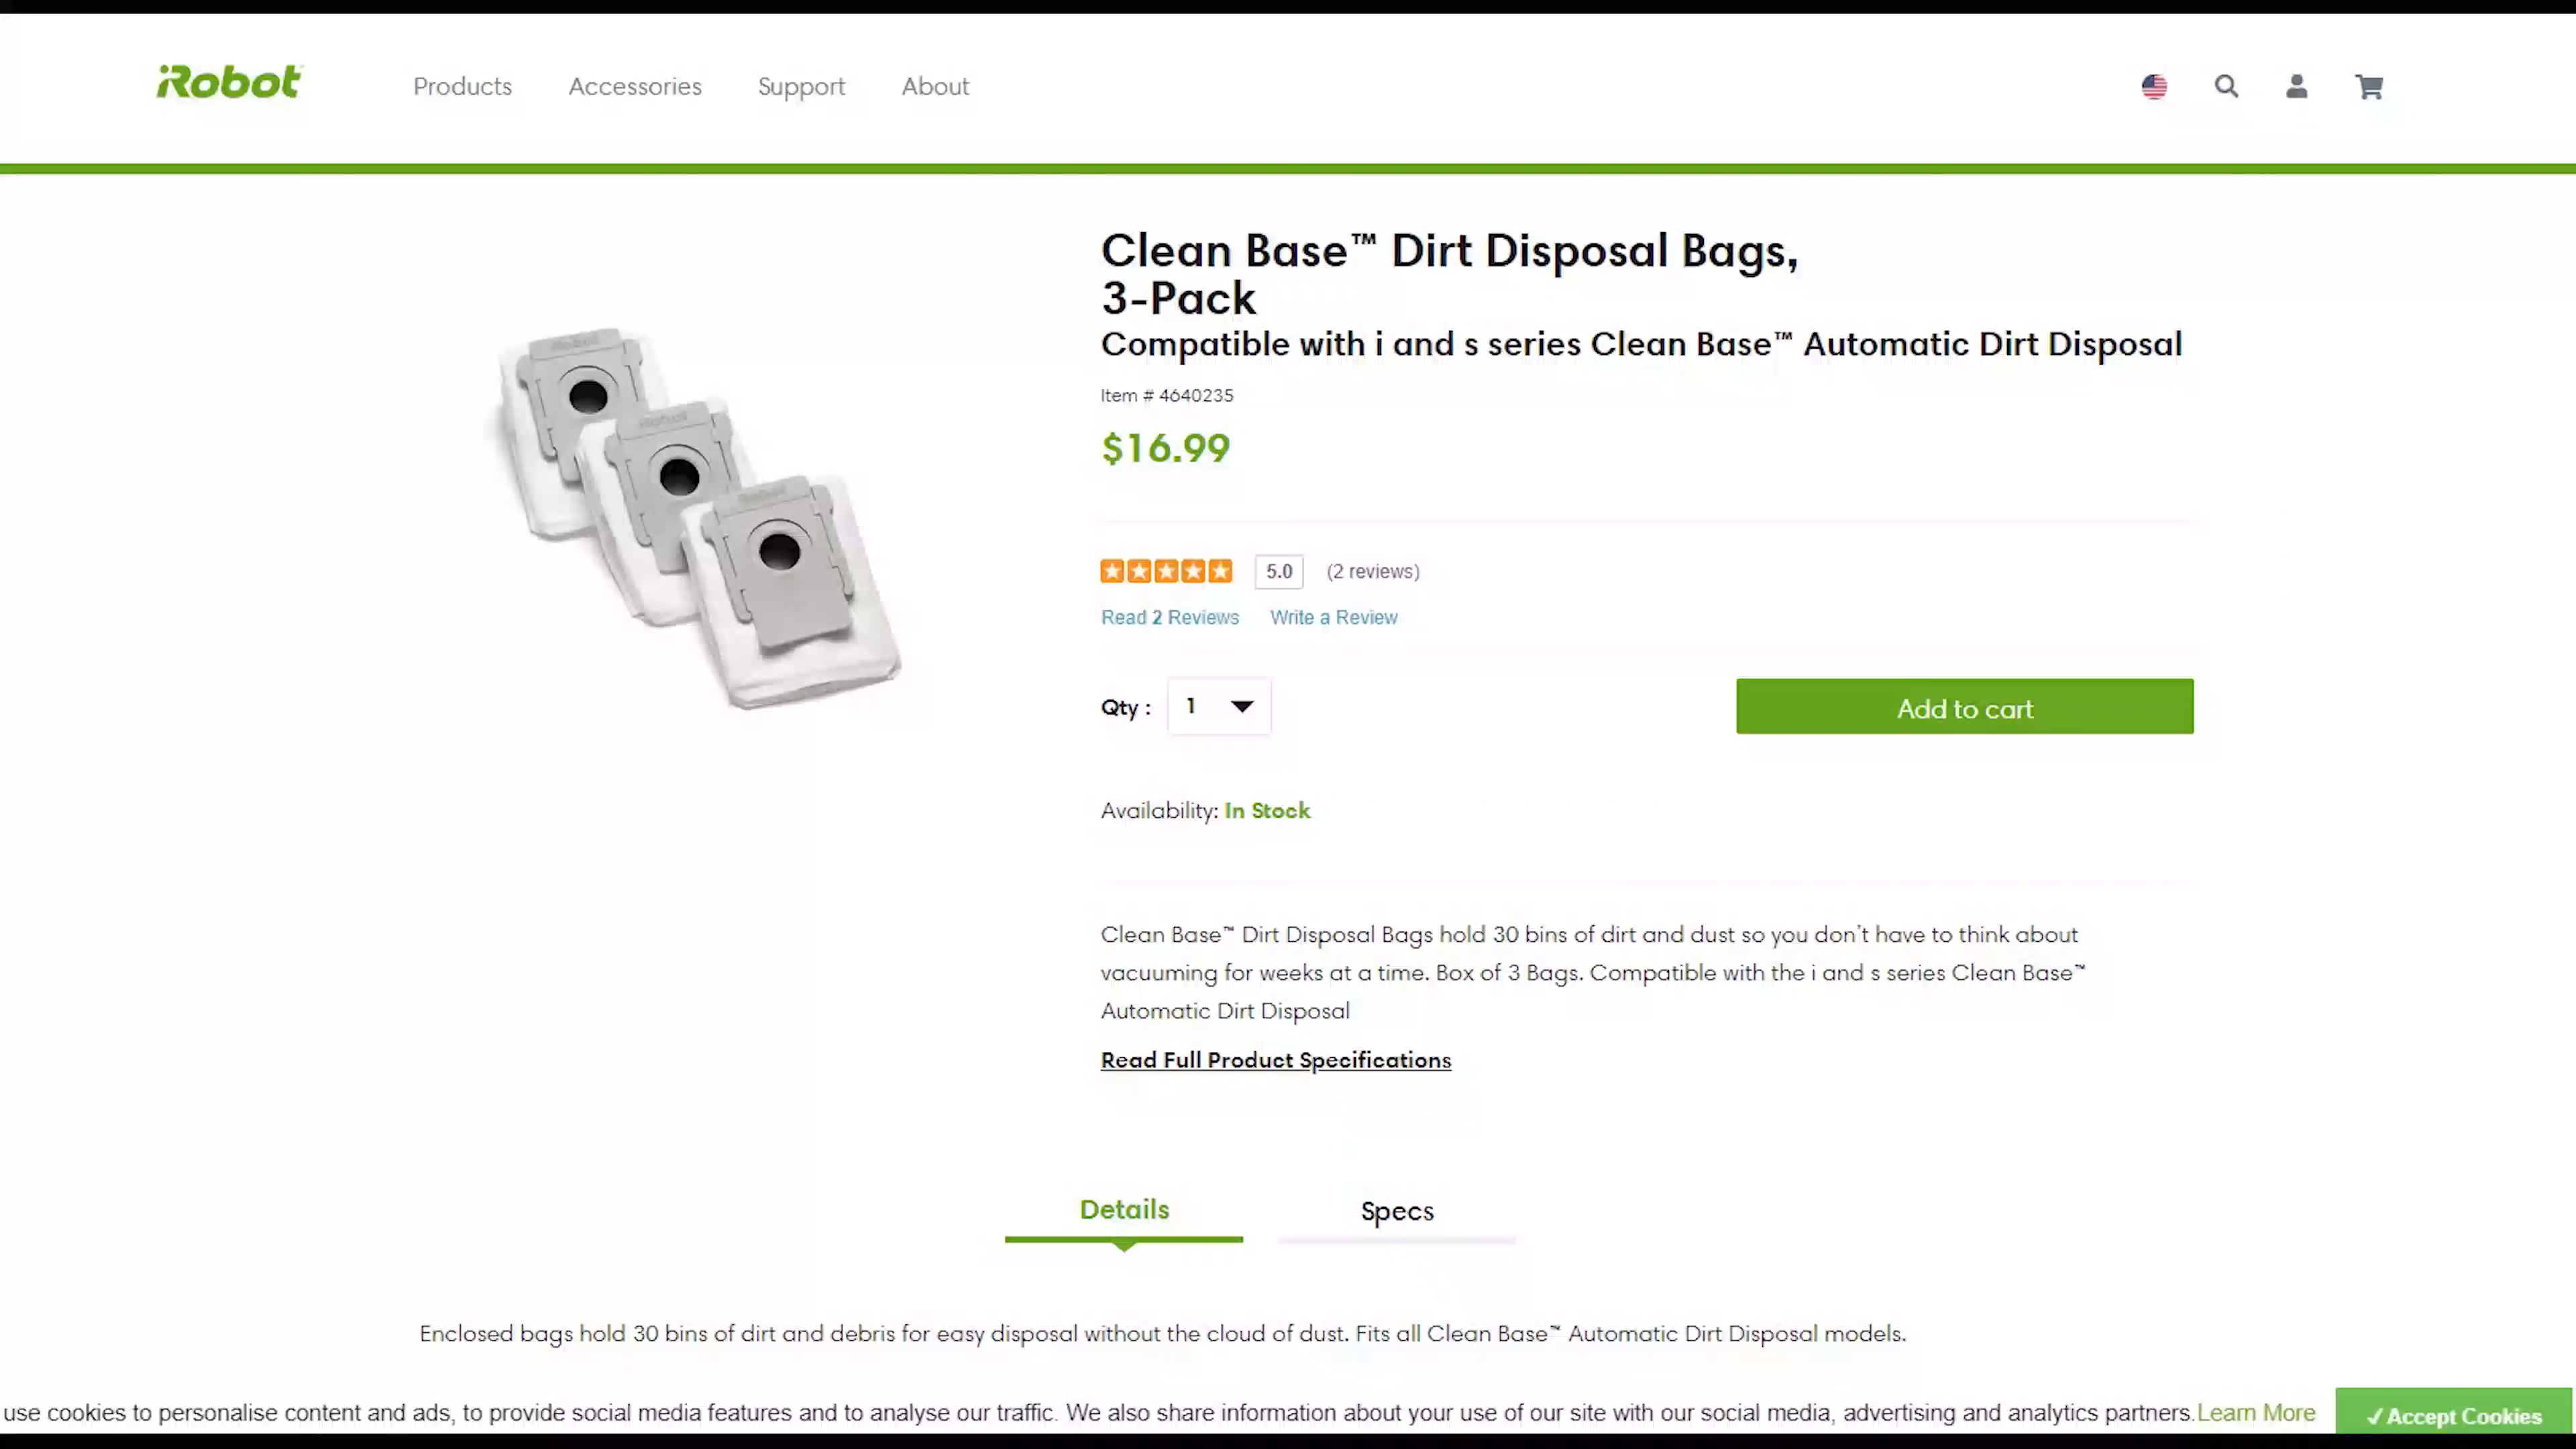 iRobot
Products Accessories Support About
Clean Base™ Dirt Disposal Bags,
3-Pack
Compatible with i and s series Clean Base™ Automatic Dirt Disposal
Item # 4640235
$16.99
5.0 (2 reviews)
Read 2 Reviews Write a Review
Qty : 1
Add to cart
Availability: In Stock
Clean Base™ Dirt Disposal Bags hold 30 bins of dirt and dust so you don't have to think about
vacuuming for weeks at a time. Box of 3 Bags. Compatible with the i and s series Clean Base™
Automatic Dirt Disposal
Read Full Product Specifications
Details Specs
Enclosed bags hold 30 bins of dirt and debris for easy disposal without the cloud of dust. Fits all Clean Base™ Automatic Dirt Disposal models.
use cookies to personalise content and ads, to provide social media features and to analyse our traffic. We also share information about your use of our site with our social media, advertising and analytics partners. Learn More
✓ Accept Cookies